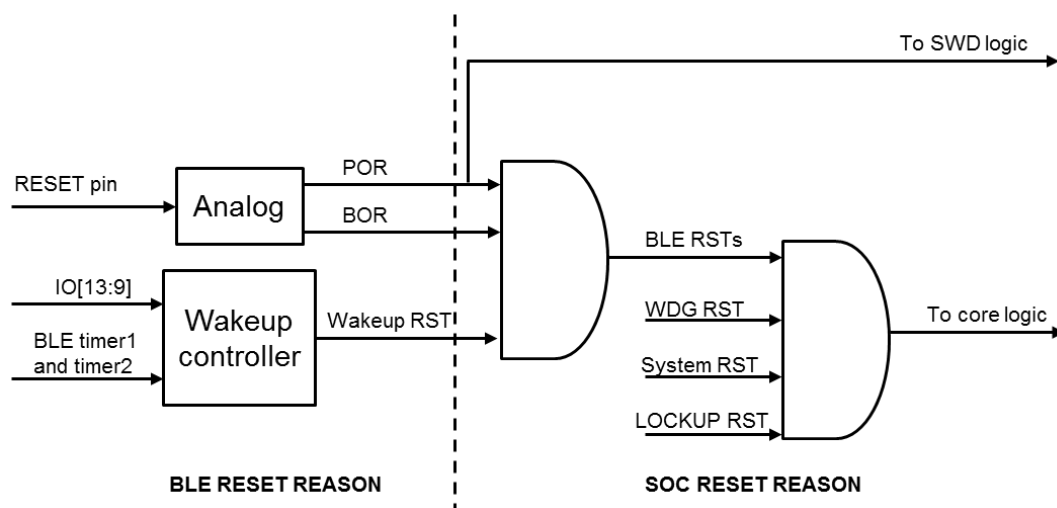 To SWD logic
POR
RESET pin
Analog
BOR
BLE RSTs
IO[13:9]
WDG RST
Wakeup
controller
Wakeup RST
To core logic
BLE timer1
and timer2
System RST
LOCKUP RST
BLE RESET REASON
SOC RESET REASON